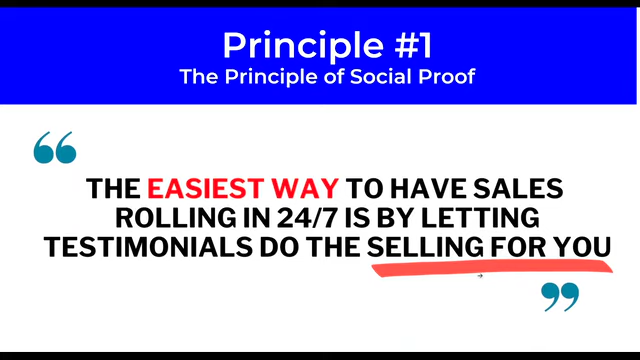 Principle #1
The Principle of Social Proof
“
THE EASIEST WAY TO HAVE SALES
ROLLING IN 24/7 IS BY LETTING
TESTIMONIALS DO THE SELLING FOR YOU
”